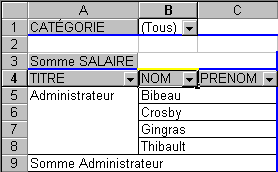 A B C
1 CATÉGORIE (Tous)
2
3 Somme SALAIRE
4 TITRE NOM PRENOM
5 Administrateur Bibeau
6 Crosby
7 Gingras
8 Thibault
9 Somme Administrateur